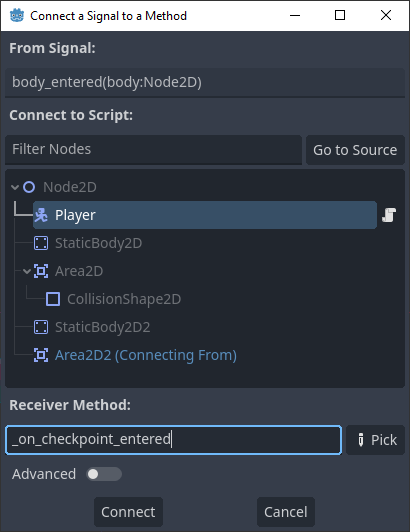 Connect a Signal to a Method
From Signal:
body_entered(body:Node2D)
Connect to Script:
Filter Nodes
Go to Source
Node2D
Player
StaticBody2D
Area2D
CollisionShape2D
StaticBody2D2
Area2D2 (Connecting From)
Receiver Method:
_on_checkpoint_entered
Pick
Advanced
Connect
Cancel